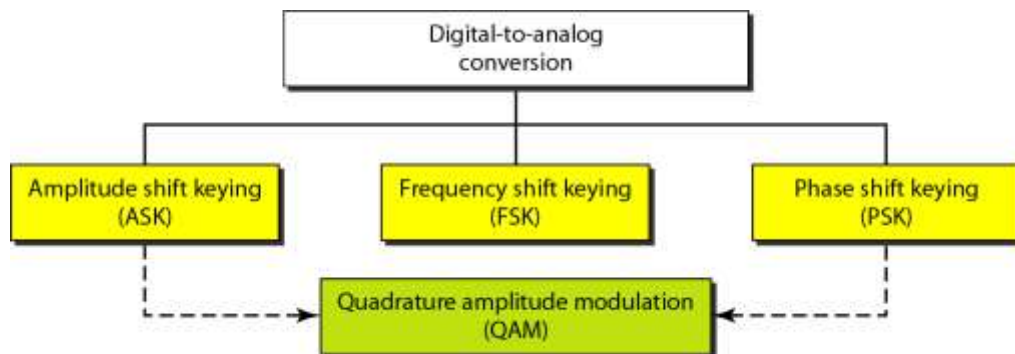 Digital-to-analog
conversion
Amplitude shift keying
(ASK)
Frequency shift keying
(FSK)
Phase shift keying
(PSK)
Quadrature amplitude modulation
(QAM)